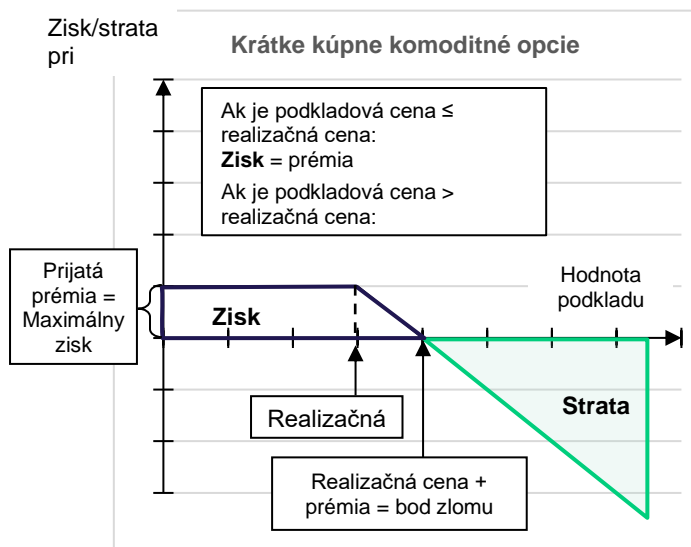 Zisk/strata
pri
Krátke kúpne komoditné opcie
Ak je podkladová cena ≤
realizačná cena:
Zisk = prémia
Ak je podkladová cena >
realizačná cena:
Prijatá
prémia =
Maximálny
zisk
Zisk
Hodnota
podkladu
Realizačná
Strata
Realizačná cena +
prémia = bod zlomu